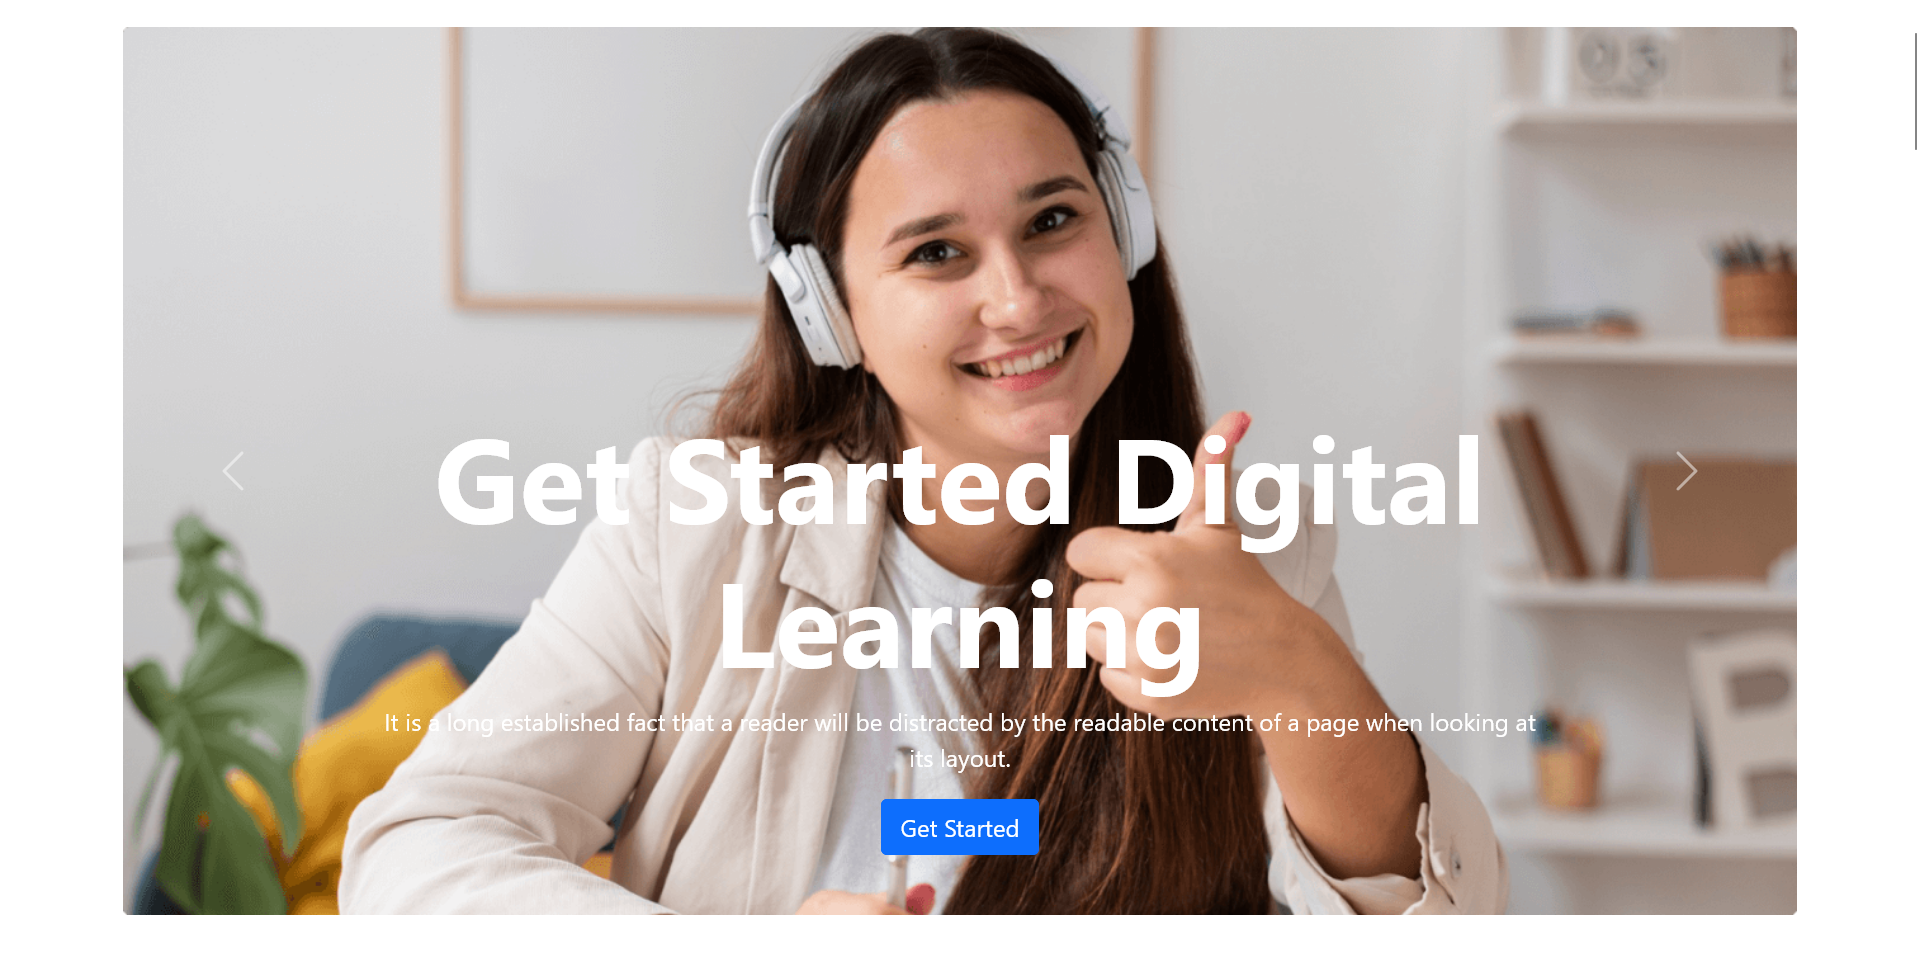 03
Get Started Digital
Learning
It is a long established fact that a reader will be distracted by the readable content of a page when looking at
its layout.
Get Started